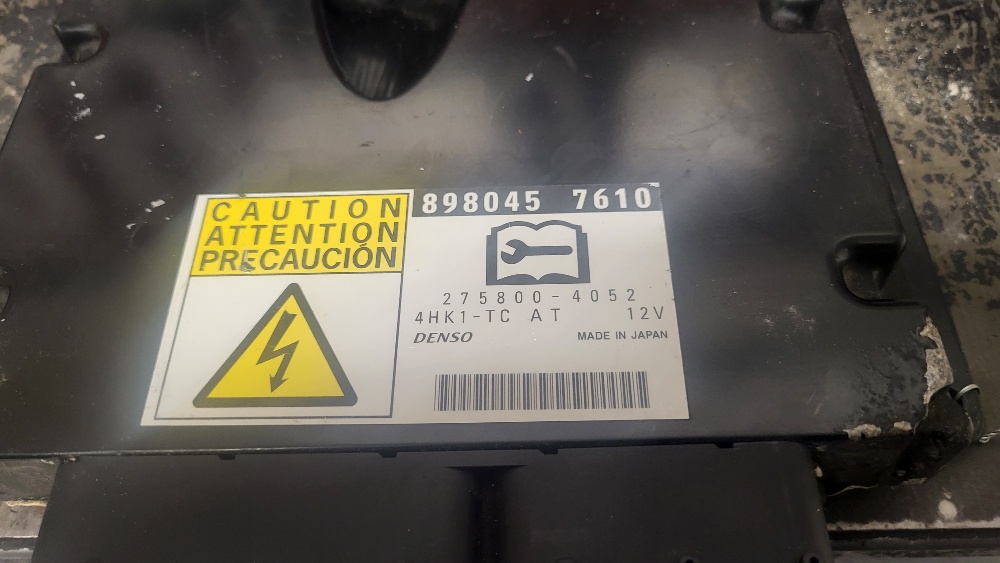 CAUTION
ATTENTION
PRECAUCIÓN
898045 7610
275800-4052
4HK1-TC AT 12V
DENSO MADE IN JAPAN